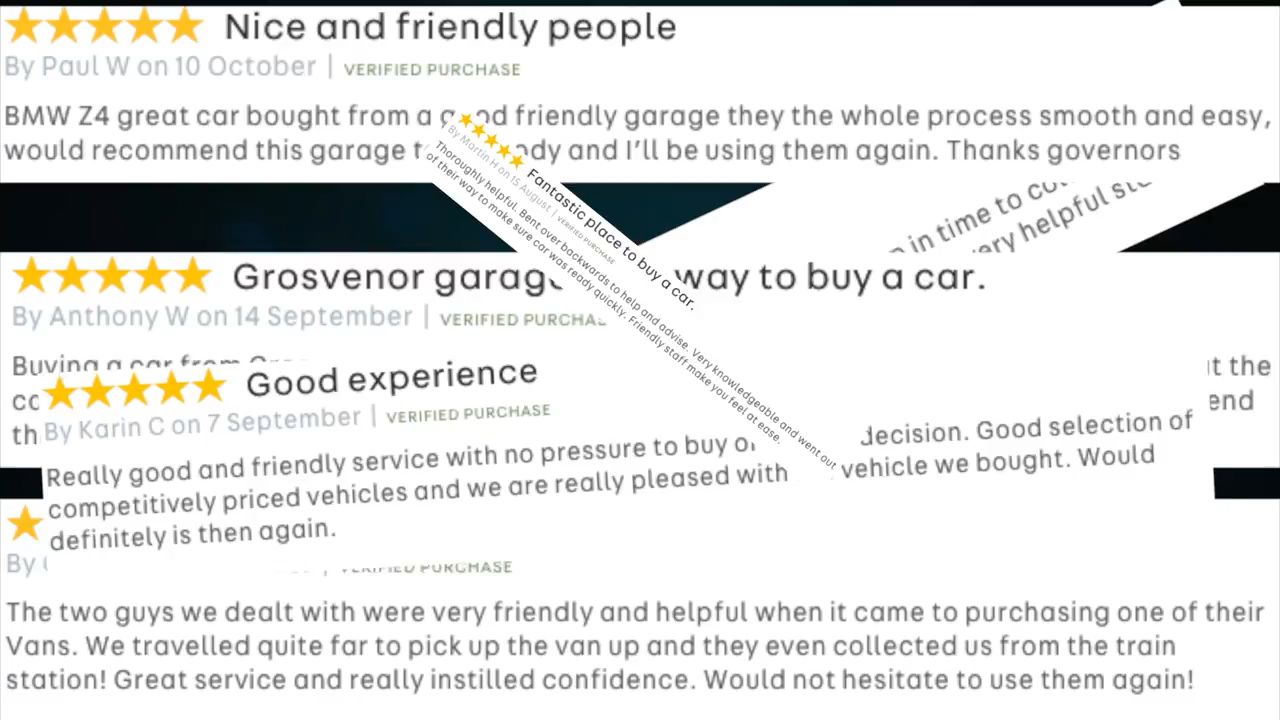 Nice and friendly people
By Paul W on 10 October | VERIFIED PURCHASE
BMW Z4 great car bought from a friendly garage they the whole process smooth and easy,
would recommend this garage and I'll be using them again. Thanks governors
in time to
very helpful
Fantastic place to buy a car.
By Martin H on 15 August | VERIFIED PURCHASE
Thoroughly helpful. Bent over backwards to help and advise. Very knowledgeable and went out
of their way to make sure car was ready quickly. Friendly staff make you feel at ease.
Grosvenor way to buy a car.
By Anthony W on 14 September | VERIFIED
Buying a car from the
Good experience
By Karin C on 7 September | VERIFIED PURCHASE
Really good and friendly service with no pressure to buy decision. Good selection of
competitively priced vehicles and we are really pleased with vehicle we bought. Would
definitely is then again.
By PURCHASE
The two guys we dealt with were very friendly and helpful when it came to purchasing one of their
Vans. We travelled quite far to pick up the van up and they even collected us from the train
station! Great service and really instilled confidence. Would not hesitate to use them again!